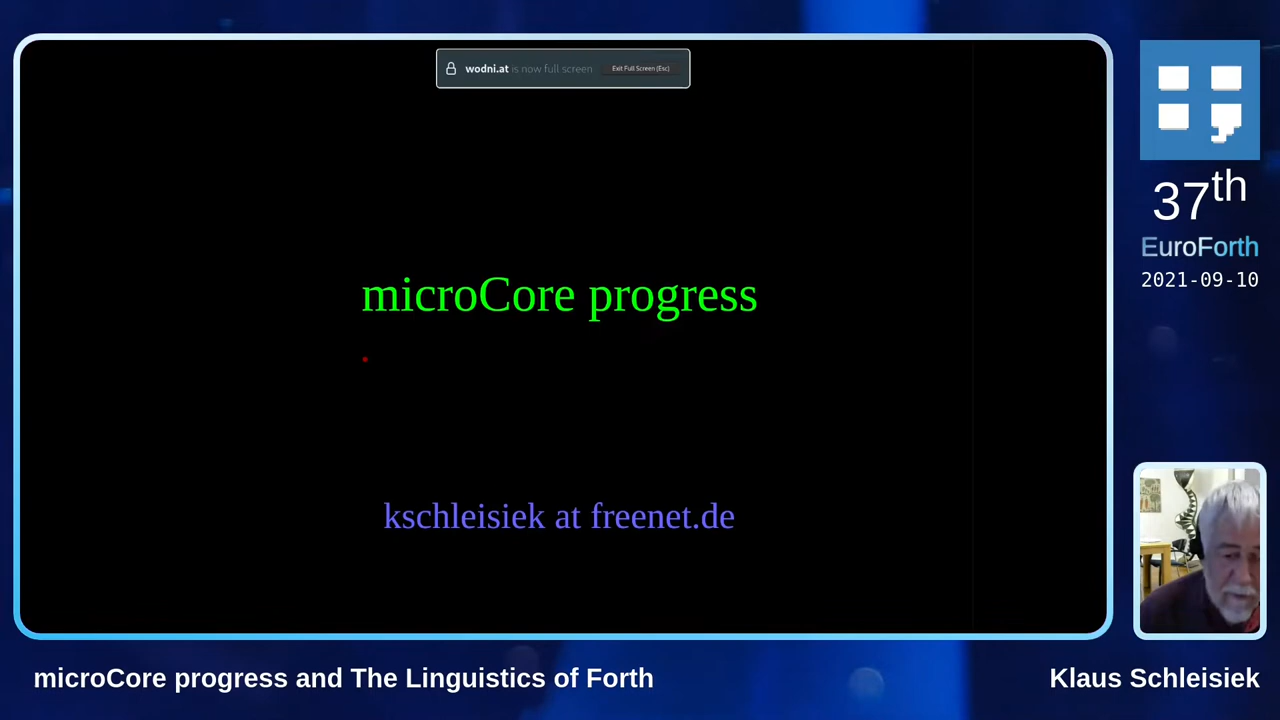 wodni.at is now full screen Exit Full Screen (Esc)
microCore progress
kschleisiek at freenet.de
37th
EuroForth
2021-09-10
microCore progress and The Linguistics of Forth
Klaus Schleisiek